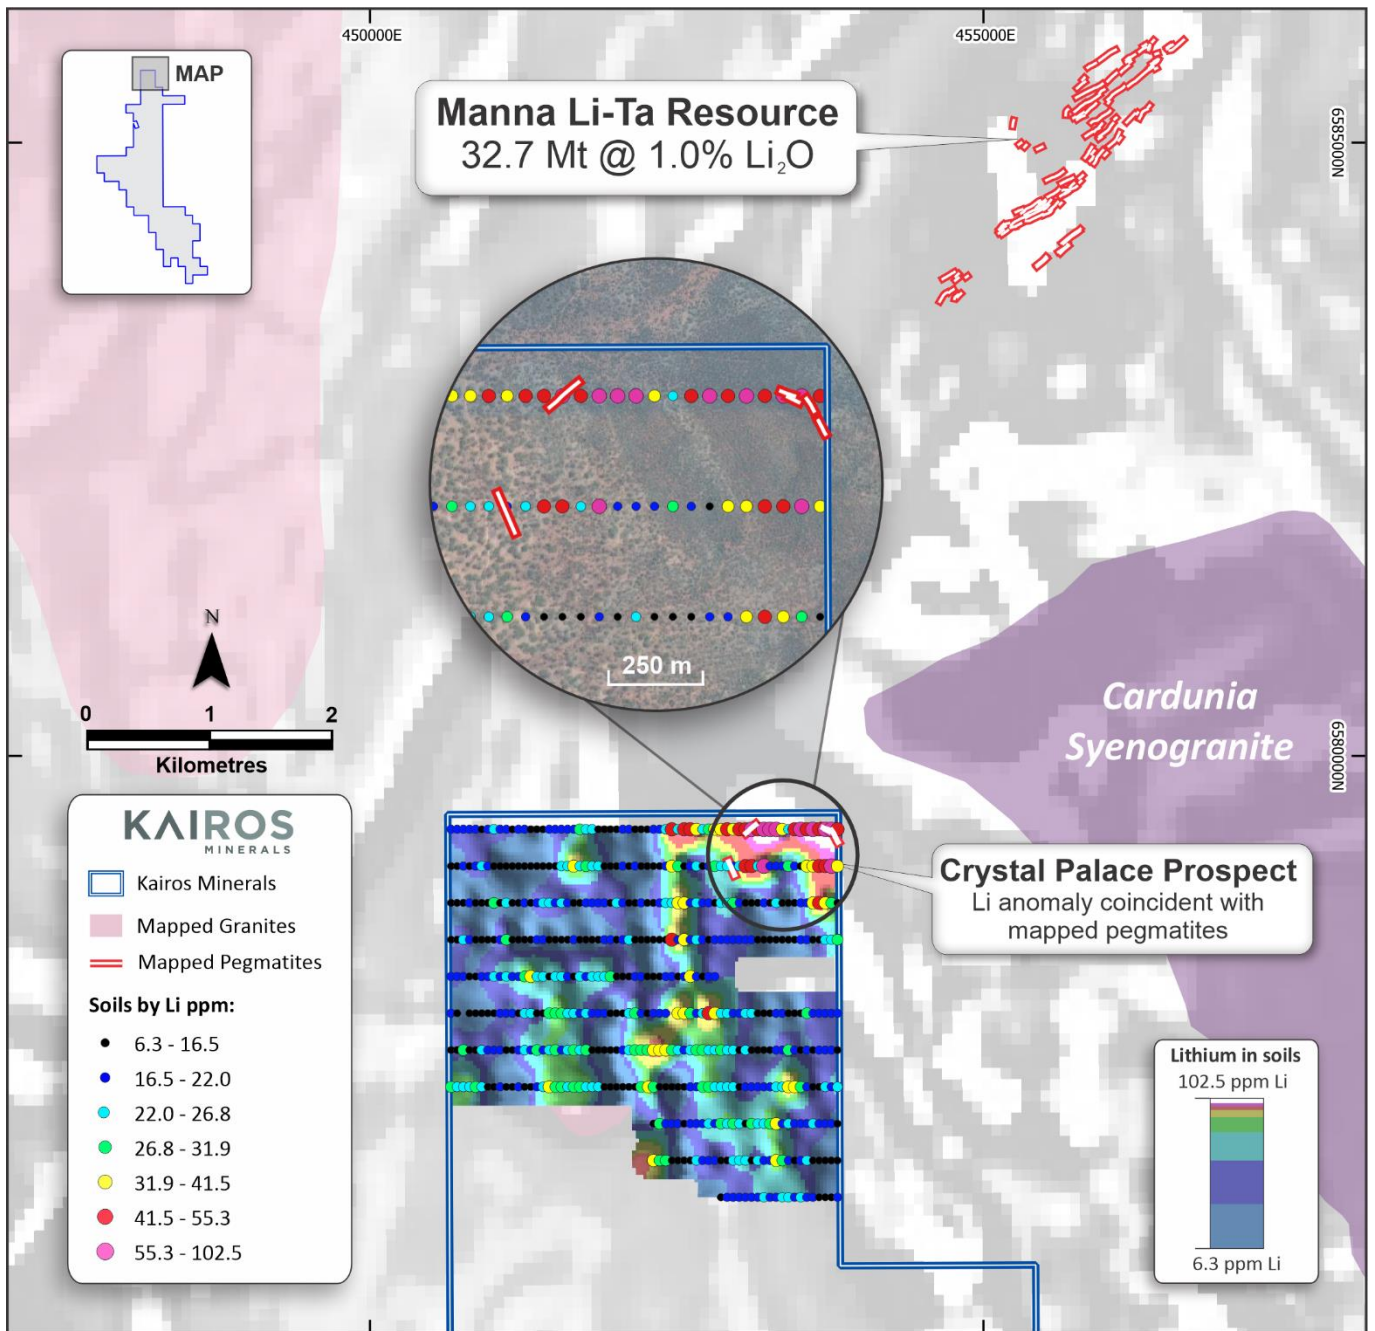 450000E
455000E
MAP
Manna Li-Ta Resource
32.7 Mt @ 1.0% Li₂O
6585000N
250 m
N
0 1 2
Kilometres
Cardunia
Syenogranite
6580000N
KAIROS
MINERALS
Kairos Minerals
Mapped Granites
Mapped Pegmatites
Soils by Li ppm:
6.3 - 16.5
16.5 - 22.0
22.0 - 26.8
26.8 - 31.9
31.9 - 41.5
41.5 - 55.3
55.3 - 102.5
Crystal Palace Prospect
Li anomaly coincident with
mapped pegmatites
Lithium in soils
102.5 ppm Li
6.3 ppm Li